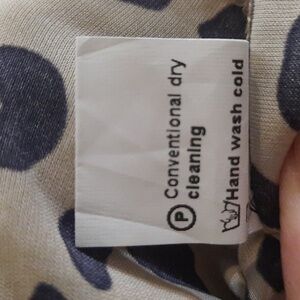 P Conventional dry
cleaning
Hand wash cold